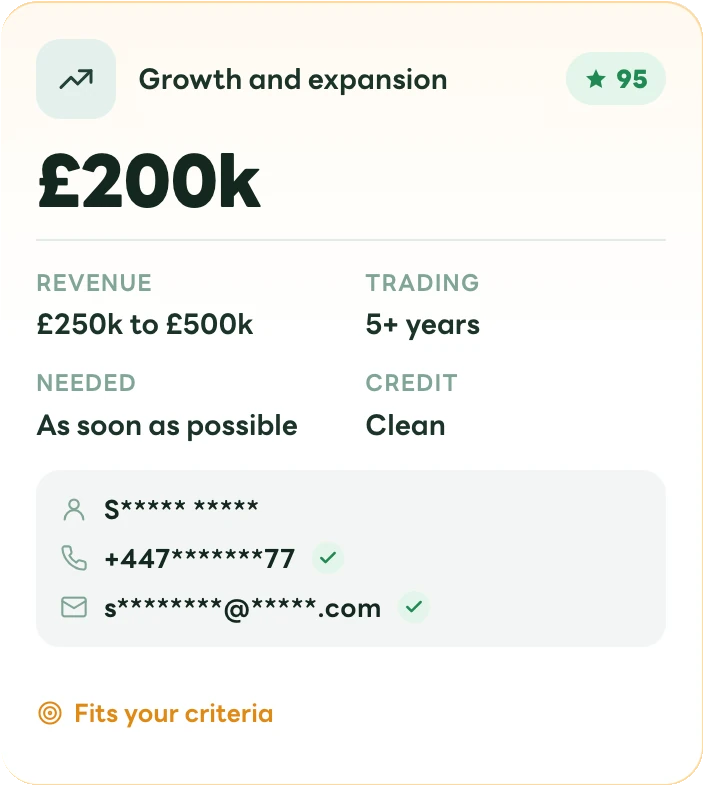 Growth and expansion
95
£200k
REVENUE
£250k to £500k
TRADING
5+ years
NEEDED
As soon as possible
CREDIT
Clean
S***** *****
+447*******77
s********@*****.com
Fits your criteria